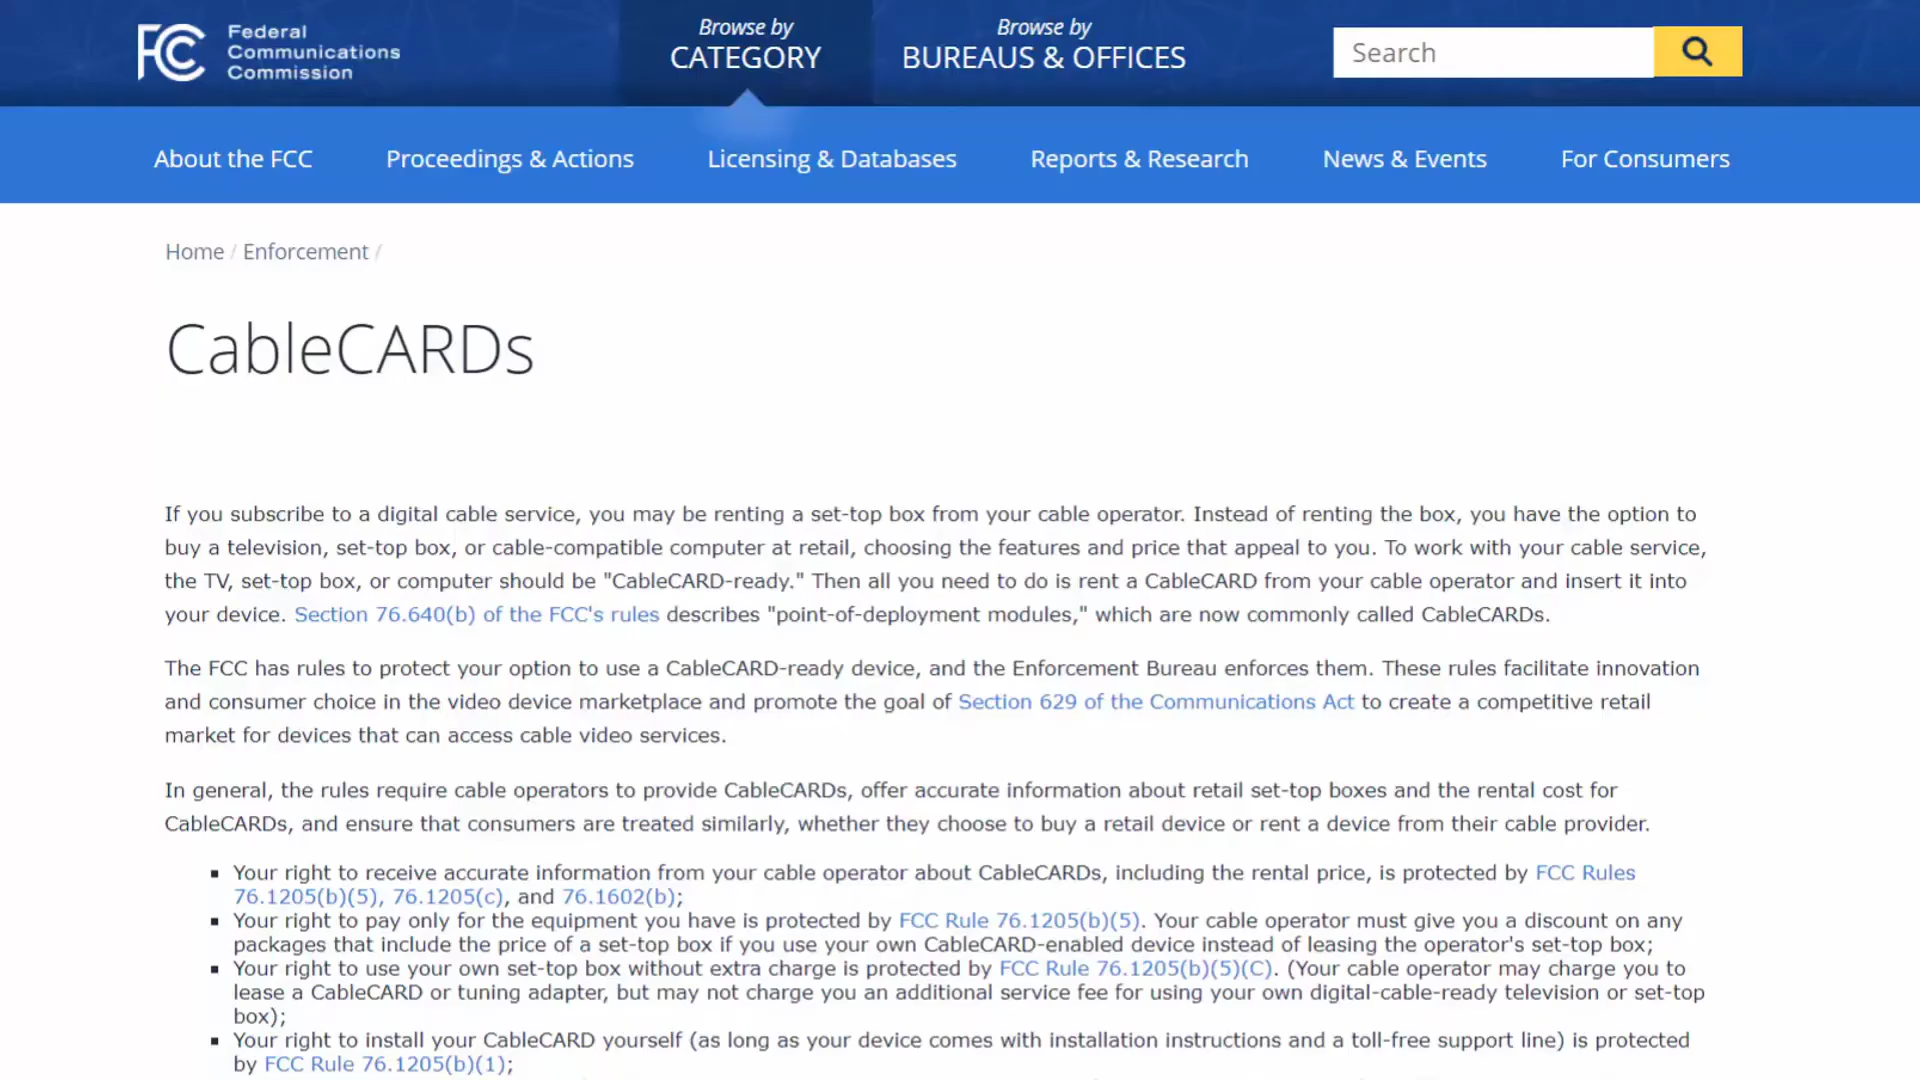 Federal
Communications
Commission
FCC
Browse by
CATEGORY
Browse by
BUREAUS & OFFICES
Search
About the FCC
Proceedings & Actions
Licensing & Databases
Reports & Research
News & Events
For Consumers
Home / Enforcement /
CableCARDs
If you subscribe to a digital cable service, you may be renting a set-top box from your cable operator. Instead of renting the box, you have the option to
buy a television, set-top box, or cable-compatible computer at retail, choosing the features and price that appeal to you. To work with your cable service,
the TV, set-top box, or computer should be "CableCARD-ready." Then all you need to do is rent a CableCARD from your cable operator and insert it into
your device. Section 76.640(b) of the FCC's rules describes "point-of-deployment modules," which are now commonly called CableCARDs.
The FCC has rules to protect your option to use a CableCARD-ready device, and the Enforcement Bureau enforces them. These rules facilitate innovation
and consumer choice in the video device marketplace and promote the goal of Section 629 of the Communications Act to create a competitive retail
market for devices that can access cable video services.
In general, the rules require cable operators to provide CableCARDs, offer accurate information about retail set-top boxes and the rental cost for
CableCARDs, and ensure that consumers are treated similarly, whether they choose to buy a retail device or rent a device from their cable provider.
▪ Your right to receive accurate information from your cable operator about CableCARDs, including the rental price, is protected by FCC Rules
76.1205(b)(5), 76.1205(c), and 76.1602(b);
▪ Your right to pay only for the equipment you have is protected by FCC Rule 76.1205(b)(5). Your cable operator must give you a discount on any
packages that include the price of a set-top box if you use your own CableCARD-enabled device instead of leasing the operator's set-top box;
▪ Your right to use your own set-top box without extra charge is protected by FCC Rule 76.1205(b)(5)(C). (Your cable operator may charge you to
lease a CableCARD or tuning adapter, but may not charge you an additional service fee for using your own digital-cable-ready television or set-top
box);
▪ Your right to install your CableCARD yourself (as long as your device comes with installation instructions and a toll-free support line) is protected
by FCC Rule 76.1205(b)(1);